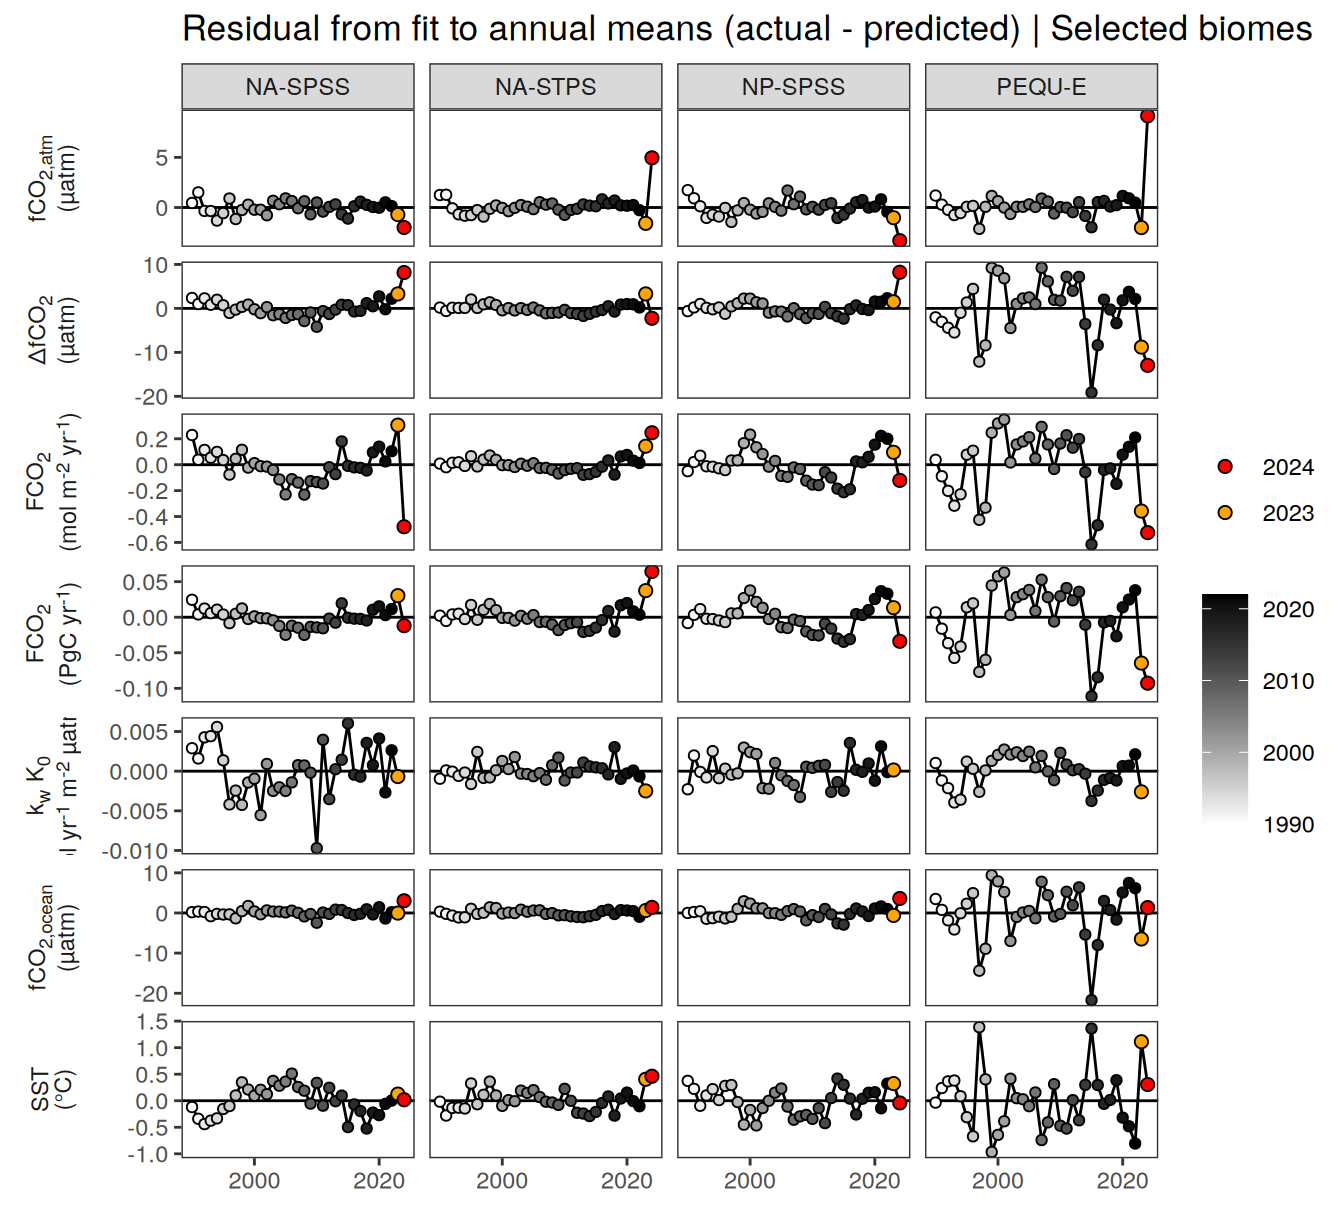 Residual from fit to annual means (actual - predicted) | Selected biomes
NA-SPSS NA-STPS NP-SPSS PEQU-E
fCO2,atm
(µatm)
5
0
ΔfCO2
(µatm)
10
0
-10
-20
FCO2
(mol m-2 yr-1)
0.2
0.0
-0.2
-0.4
-0.6
FCO2
(PgC yr-1)
0.05
0.00
-0.05
-0.10
kw K0
yr-1 m-2 µatm
0.005
0.000
-0.005
-0.010
fCO2,ocean
(µatm)
10
0
-10
-20
SST
(°C)
1.5
1.0
0.5
0.0
-0.5
-1.0
2000 2020 2000 2020 2000 2020 2000 2020
2024
2023
2020
2010
2000
1990